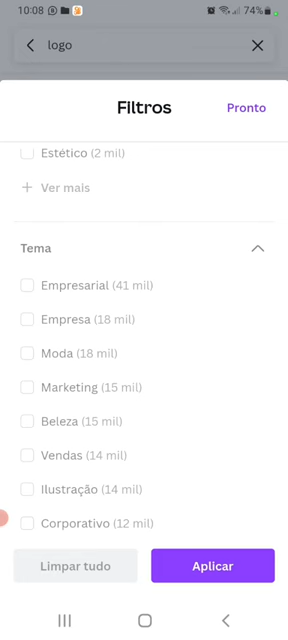 10:08 74%
logo
Filtros
Pronto
Estético (2 mil)
+ Ver mais
Tema
Empresarial (41 mil)
Empresa (18 mil)
Moda (18 mil)
Marketing (15 mil)
Beleza (15 mil)
Vendas (14 mil)
Ilustração (14 mil)
Corporativo (12 mil)
Limpar tudo
Aplicar